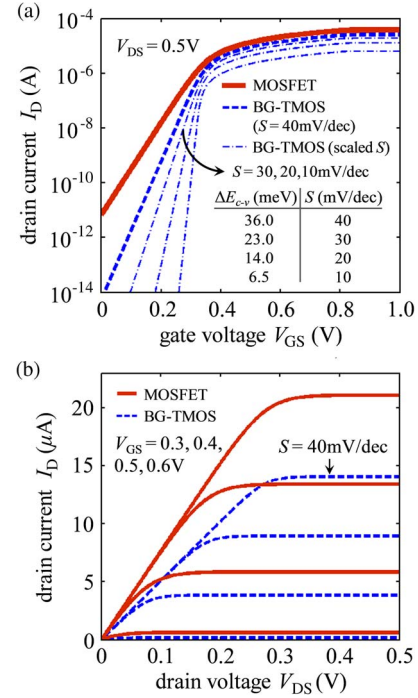 (a)
10⁻⁴
V_DS = 0.5V
10⁻⁶
MOSFET
BG-TMOS
(S = 40mV/dec)
10⁻⁸
BG-TMOS (scaled S)
S = 30, 20,10mV/dec
10⁻¹⁰
ΔE_c-v (meV) S (mV/dec)
36.0 40
10⁻¹²
23.0 30
14.0 20
6.5 10
10⁻¹⁴
drain current I_D (A)
0 0.2 0.4 0.6 0.8 1.0
gate voltage V_GS (V)
(b)
MOSFET
20
BG-TMOS
V_GS = 0.3, 0.4,
0.5, 0.6V
S = 40mV/dec
15
10
5
0
drain current I_D (μA)
0 0.1 0.2 0.3 0.4 0.5
drain voltage V_DS (V)